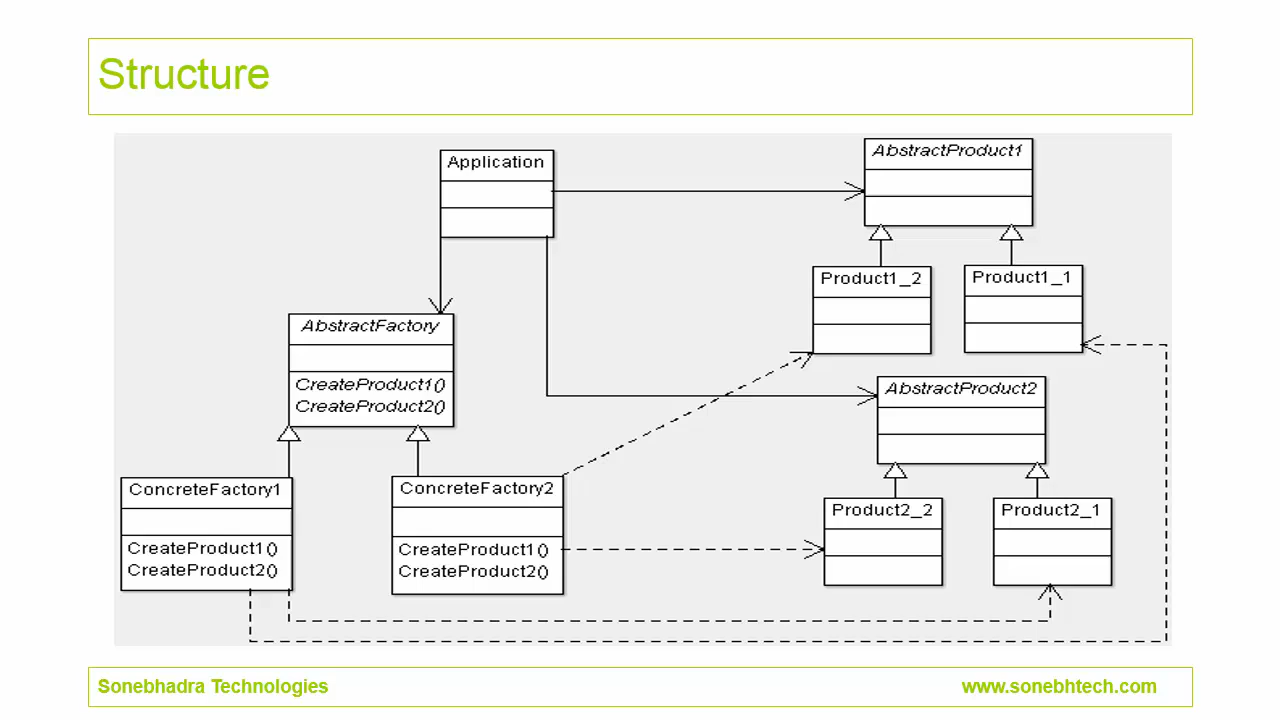 Structure
Application
AbstractProduct1
Product1_2
Product1_1
AbstractFactory
CreateProduct1()
CreateProduct2()
AbstractProduct2
ConcreteFactory1
CreateProduct1()
CreateProduct2()
ConcreteFactory2
CreateProduct1()
CreateProduct2()
Product2_2
Product2_1
Sonebhadra Technologies
www.sonebhtech.com